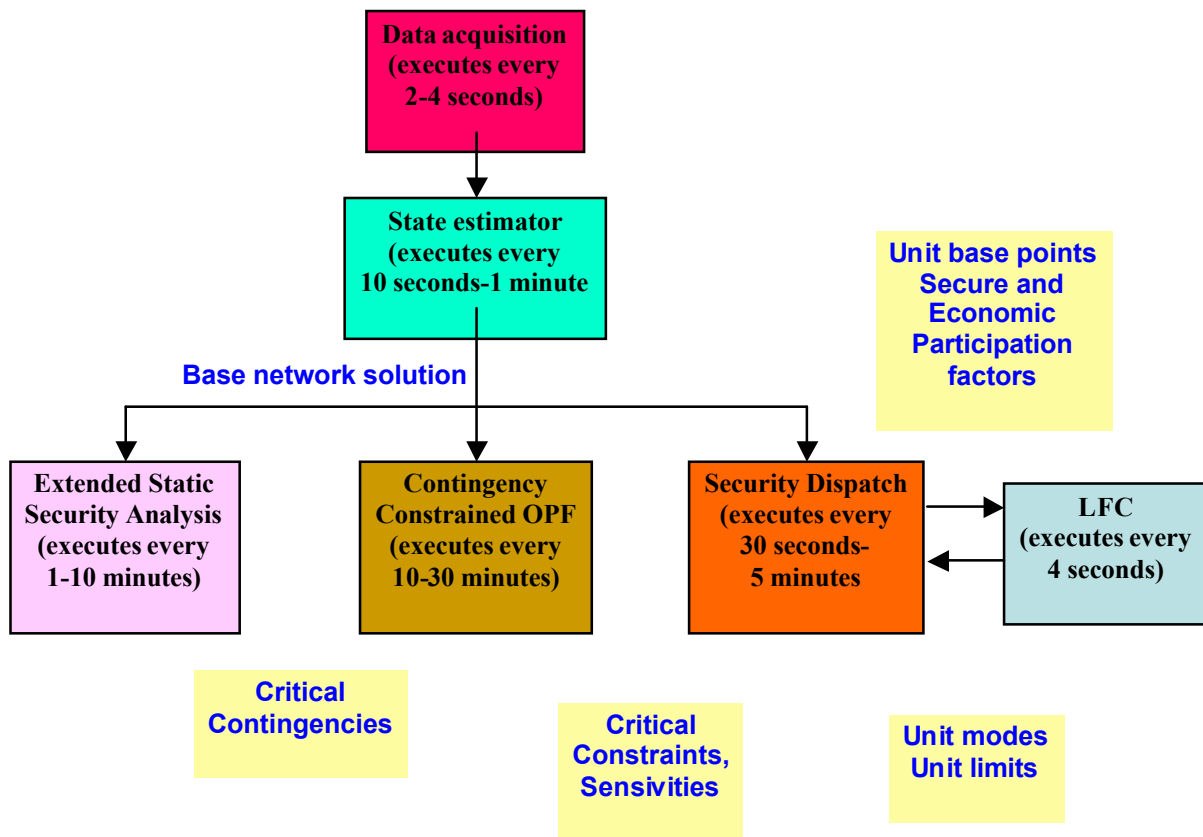 Data acquisition
(executes every
2-4 seconds)
State estimator
(executes every
10 seconds-1 minute
Unit base points
Secure and
Economic
Participation
factors
Base network solution
Extended Static
Security Analysis
(executes every
1-10 minutes)
Contingency
Constrained OPF
(executes every
10-30 minutes)
Security Dispatch
(executes every
30 seconds-
5 minutes
LFC
(executes every
4 seconds)
Critical
Contingencies
Critical
Constraints,
Sensivities
Unit modes
Unit limits